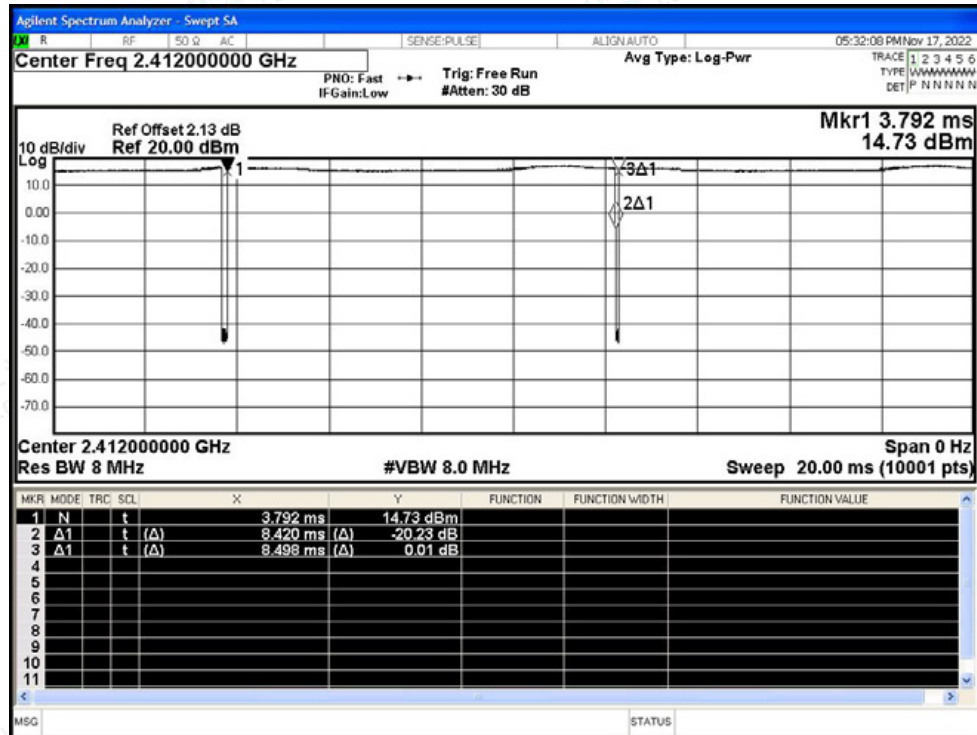 Agilent Spectrum Analyzer - Swept SA
R RF 50 Ω AC SENSE:PULSE ALIGN AUTO 05:32:08 PM Nov 17, 2022
Center Freq 2.412000000 GHz Avg Type: Log-Pwr TRACE 1 2 3 4 5 6
PNO: Fast Trig: Free Run TYPE WWWWWW
IFGain:Low #Atten: 30 dB DET P N N N N N
Mkr1 3.792 ms
14.73 dBm
Ref Offset 2.13 dB
10 dB/div Ref 20.00 dBm
Log
1
3Δ1
10.0
2Δ1
0.00
-10.0
-20.0
-30.0
-40.0
-50.0
-60.0
-70.0
Center 2.412000000 GHz Span 0 Hz
Res BW 8 MHz #VBW 8.0 MHz Sweep 20.00 ms (10001 pts)
MKR MODE TRC SCL X Y FUNCTION FUNCTION WIDTH FUNCTION VALUE
1 N t 3.792 ms 14.73 dBm
2 Δ1 t (Δ) 8.420 ms (Δ) -20.23 dB
3 Δ1 t (Δ) 8.498 ms (Δ) 0.01 dB
4
5
6
7
8
9
10
11
MSG STATUS